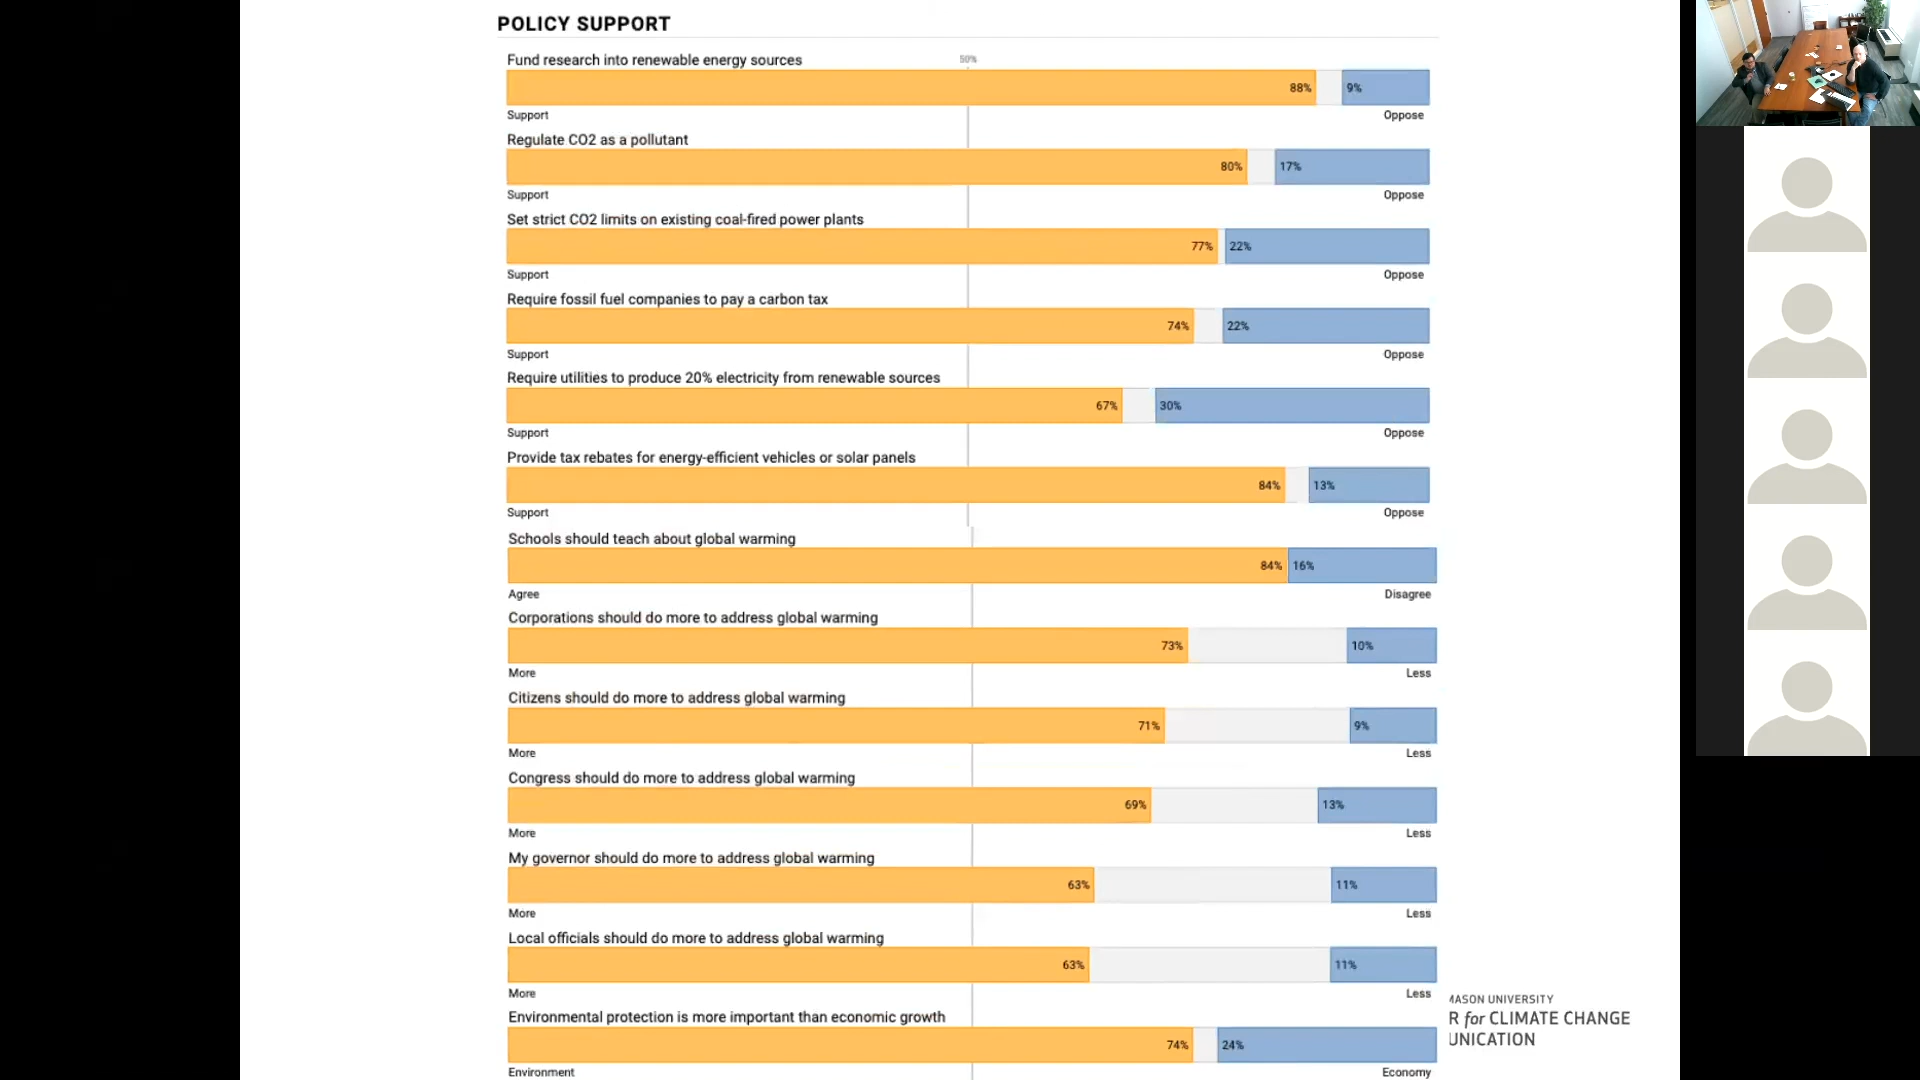 POLICY SUPPORT
Fund research into renewable energy sources
50%
88%
9%
Support
Oppose
Regulate CO2 as a pollutant
80%
17%
Support
Oppose
Set strict CO2 limits on existing coal-fired power plants
77%
22%
Support
Oppose
Require fossil fuel companies to pay a carbon tax
74%
22%
Support
Oppose
Require utilities to produce 20% electricity from renewable sources
67%
30%
Support
Oppose
Provide tax rebates for energy-efficient vehicles or solar panels
84%
13%
Support
Oppose
Schools should teach about global warming
84%
16%
Agree
Disagree
Corporations should do more to address global warming
73%
10%
More
Less
Citizens should do more to address global warming
71%
9%
More
Less
Congress should do more to address global warming
69%
13%
More
Less
My governor should do more to address global warming
63%
11%
More
Less
Local officials should do more to address global warming
63%
11%
More
Less
Environmental protection is more important than economic growth
74%
24%
Environment
Economy
MASON UNIVERSITY
R for CLIMATE CHANGE
UNICATION